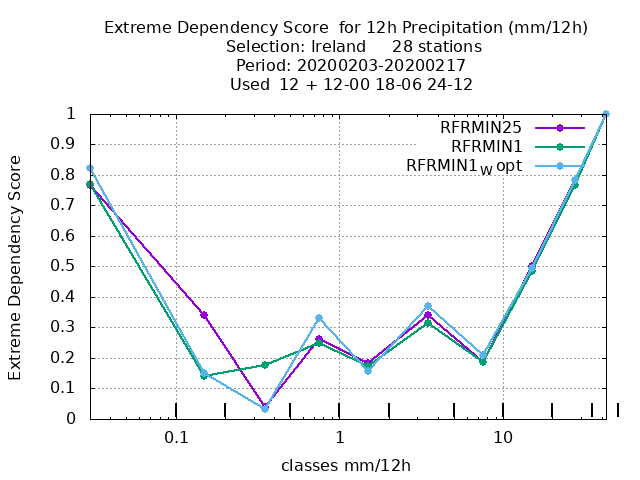 Extreme Dependency Score  for 12h Precipitation (mm/12h)
Selection: Ireland     28 stations
Period: 20200203-20200217
Used  12 + 12-00 18-06 24-12
RFRMIN25
RFRMIN1
RFRMIN1W opt
Extreme Dependency Score
1
0.9
0.8
0.7
0.6
0.5
0.4
0.3
0.2
0.1
0
0.1 1 10
classes mm/12h